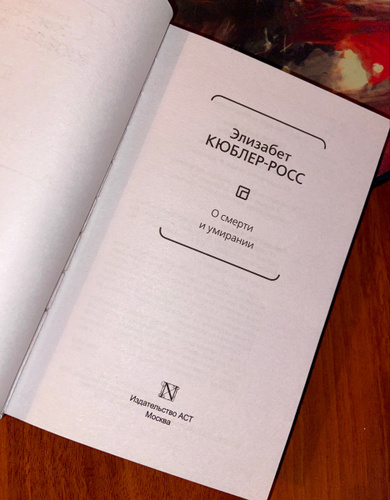 Элизабет
КЮБЛЕР-РОСС
О смерти
и умирании
Издательство АСТ
Москва